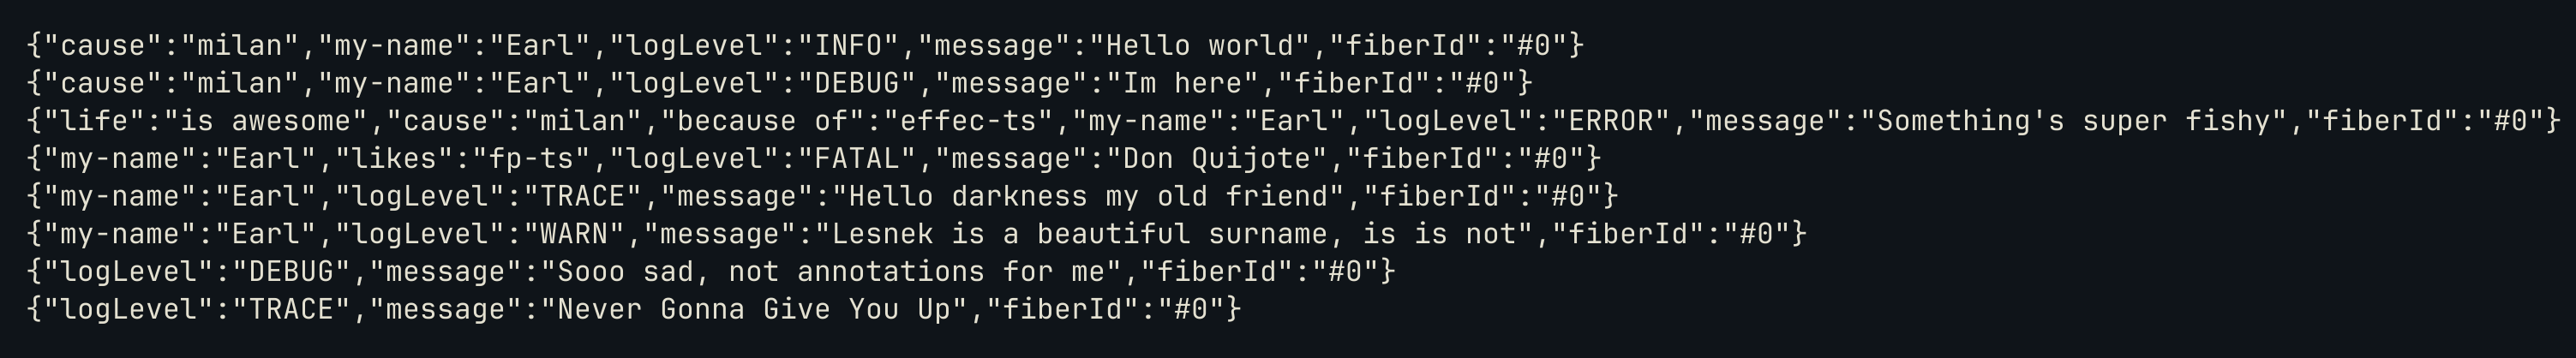 {"cause":"milan","my-name":"Earl","logLevel":"INFO","message":"Hello world","fiberId":"#0"}
{"cause":"milan","my-name":"Earl","logLevel":"DEBUG","message":"Im here","fiberId":"#0"}
{"life":"is awesome","cause":"milan","because of":"effec-ts","my-name":"Earl","logLevel":"ERROR","message":"Something's super fishy","fiberId":"#0"}
{"my-name":"Earl","likes":"fp-ts","logLevel":"FATAL","message":"Don Quijote","fiberId":"#0"}
{"my-name":"Earl","logLevel":"TRACE","message":"Hello darkness my old friend","fiberId":"#0"}
{"my-name":"Earl","logLevel":"WARN","message":"Lesnek is a beautiful surname, is is not","fiberId":"#0"}
{"logLevel":"DEBUG","message":"Sooo sad, not annotations for me","fiberId":"#0"}
{"logLevel":"TRACE","message":"Never Gonna Give You Up","fiberId":"#0"}